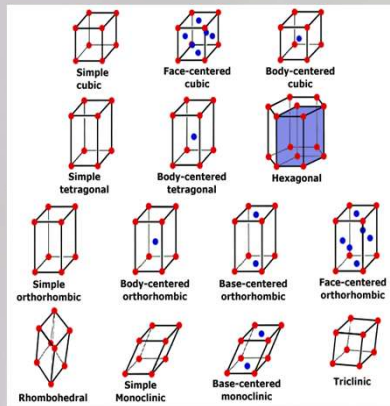 Simple
cubic
Face-centered
cubic
Body-centered
cubic
Simple
tetragonal
Body-centered
tetragonal
Hexagonal
Simple
orthorhombic
Body-centered
orthorhombic
Base-centered
orthorhombic
Face-centered
orthorhombic
Rhombohedral
Simple
Monoclinic
Base-centered
monoclinic
Triclinic